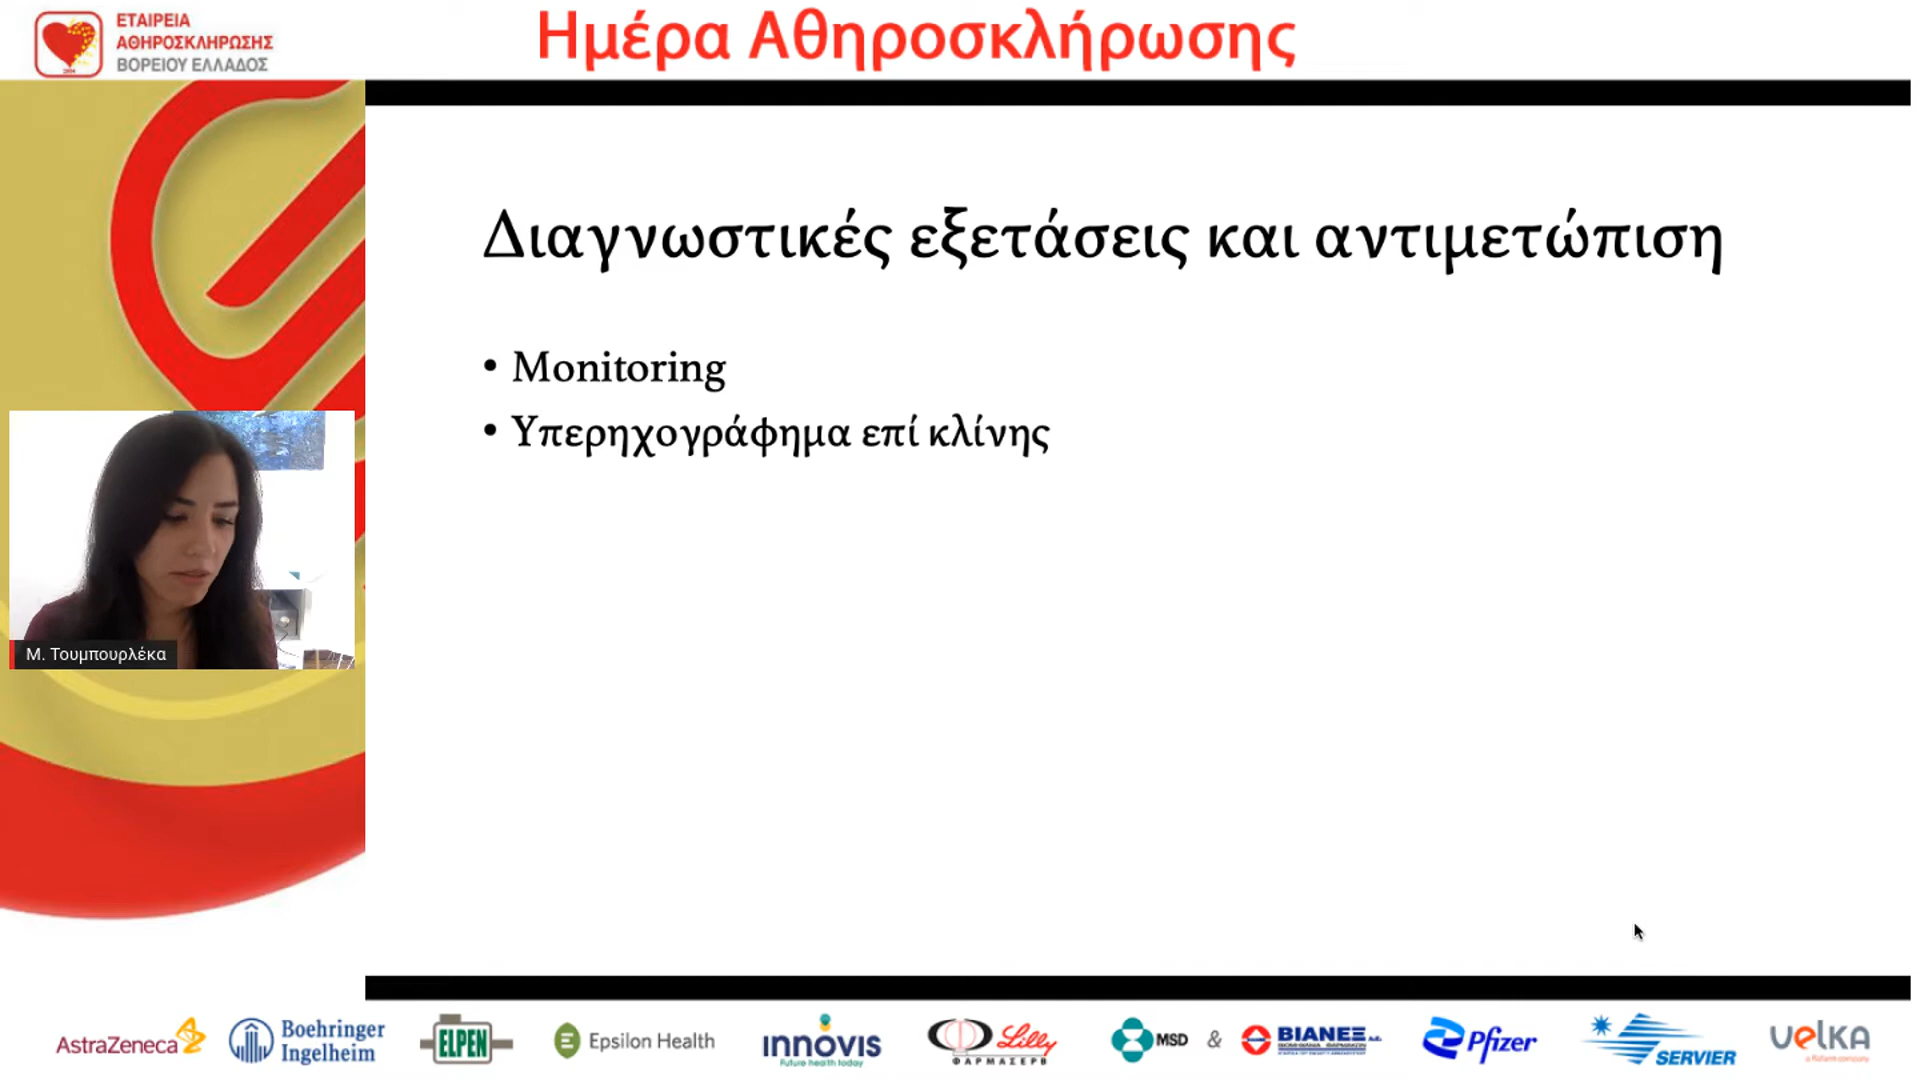 ΕΤΑΙΡΕΙΑ
ΑΘΗΡΟΣΚΛΗΡΩΣΗΣ
ΒΟΡΕΙΟΥ ΕΛΛΑΔΟΣ
Ημέρα Αθηροσκλήρωσης
Διαγνωστικές εξετάσεις και αντιμετώπιση
• Monitoring
• Υπερηχογράφημα επί κλίνης
Μ. Τουμπουρλέκα
AstraZeneca
Boehringer
Ingelheim
ELPEN
Epsilon Health
innovis
Future health today
Lilly
ΦΑΡΜΑΣΕΡΒ
MSD & ΒΙΑΝΕΞ Α.Ε.
Pfizer
SERVIER
velka